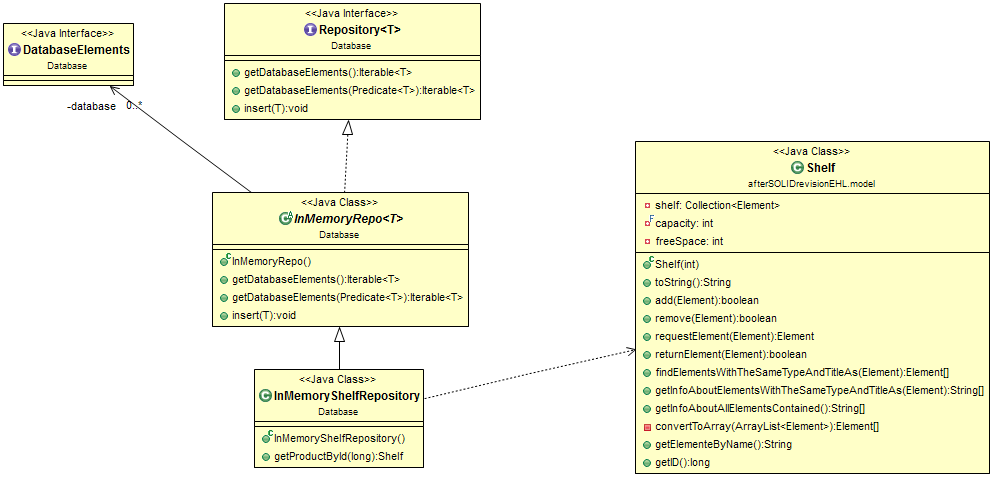 <<Java Interface>>
DatabaseElements
Database
<<Java Interface>>
Repository<T>
Database
getDatabaseElements():Iterable<T>
getDatabaseElements(Predicate<T>):Iterable<T>
insert(T):void
-database 0..*
<<Java Class>>
InMemoryRepo<T>
Database
InMemoryRepo()
getDatabaseElements():Iterable<T>
getDatabaseElements(Predicate<T>):Iterable<T>
insert(T):void
<<Java Class>>
InMemoryShelfRepository
Database
InMemoryShelfRepository()
getProductById(long):Shelf
<<Java Class>>
Shelf
afterSOLIDrevisionEHL.model
shelf: Collection<Element>
capacity: int
freeSpace: int
Shelf(int)
toString():String
add(Element):boolean
remove(Element):boolean
requestElement(Element):Element
returnElement(Element):boolean
findElementsWithTheSameTypeAndTitleAs(Element):Element[]
getInfoAboutElementsWithTheSameTypeAndTitleAs(Element):String[]
getInfoAboutAllElementsContained():String[]
convertToArray(ArrayList<Element>):Element[]
getElementeByName():String
getID():long